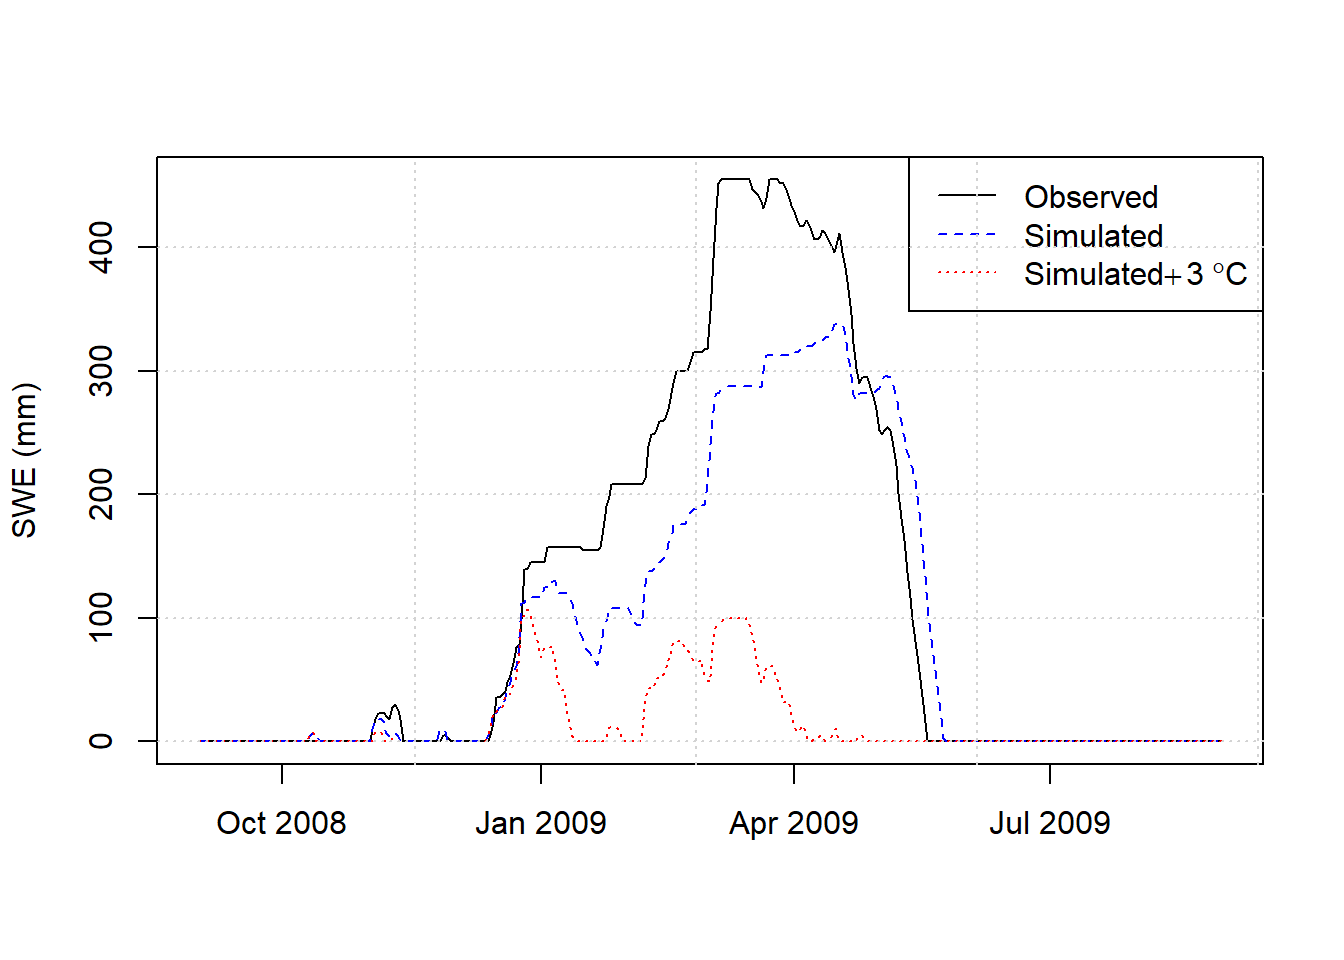 Observed
Simulated
Simulated+3 °C
SWE (mm)
400
300
200
100
0
Oct 2008
Jan 2009
Apr 2009
Jul 2009